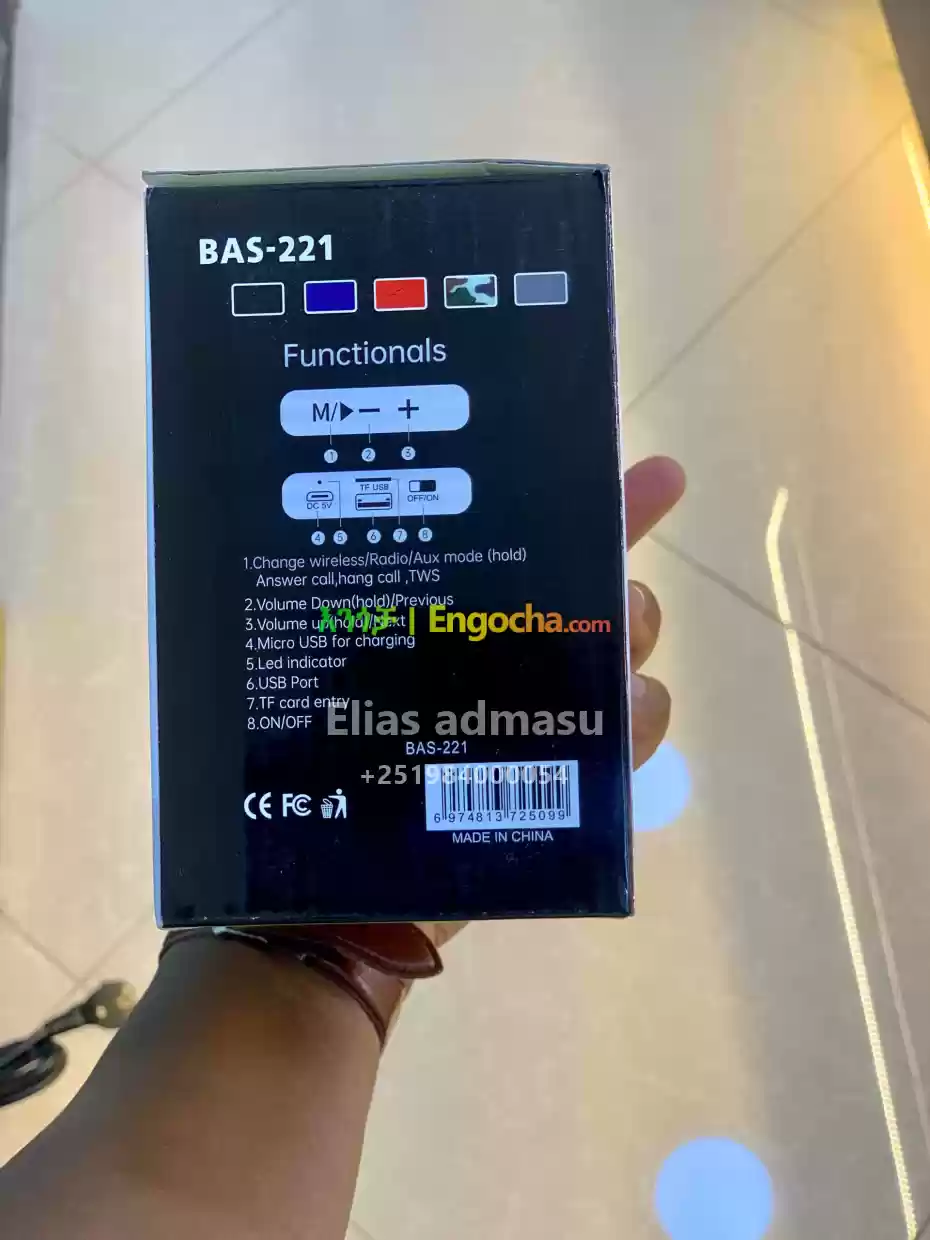 BAS-221
Functionals
M/▶ − +
1 2 3
TF USB
DC 5V
OFF/ON
4 5 6 7 8
1.Change wireless/Radio/Aux mode (hold)
Answer call,hang call ,TWS
2.Volume Down(hold)/Previous
3.Volume up(hold)/Next
እንጎቻ | Engocha.com
4.Micro USB for charging
5.Led indicator
6.USB Port
7.TF card entry
8.ON/OFF
Elias admasu
BAS-221
+251984000054
CE FC
6 974813 725099
MADE IN CHINA